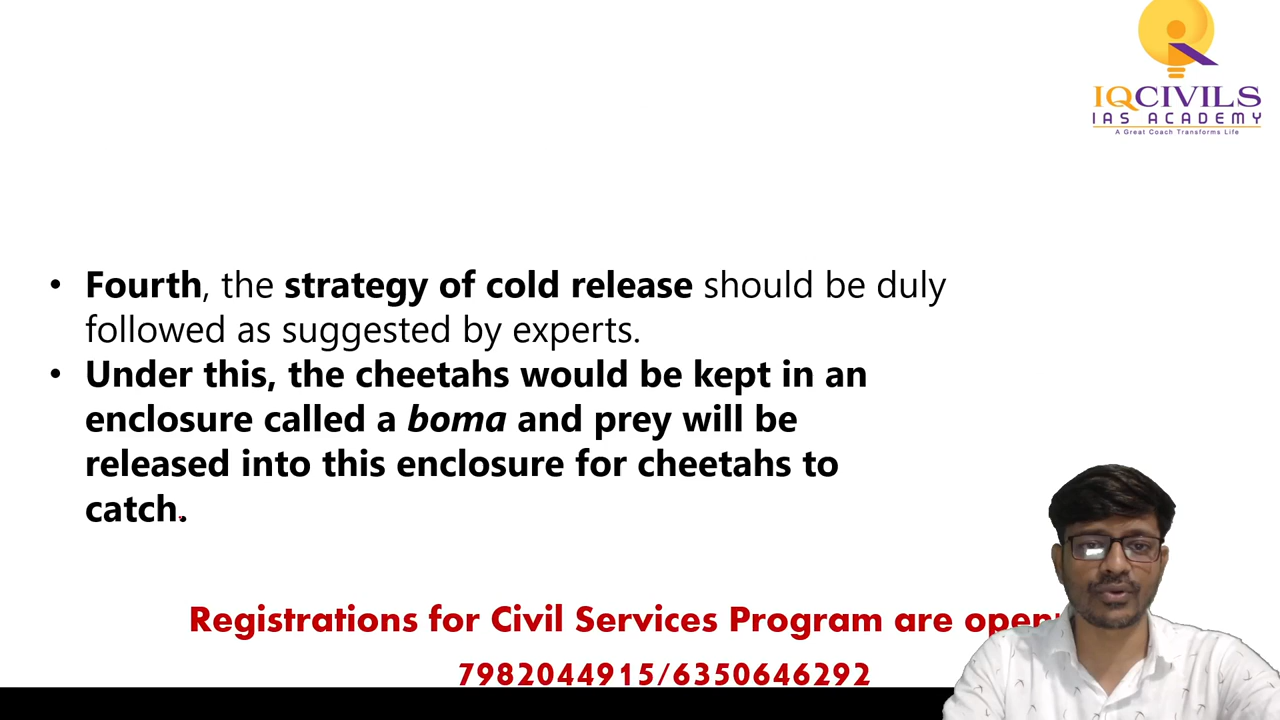 IQCIVILS
IAS ACADEMY
A Great Coach Transforms Life
• Fourth, the strategy of cold release should be duly
followed as suggested by experts.
• Under this, the cheetahs would be kept in an
enclosure called a boma and prey will be
released into this enclosure for cheetahs to
catch.
Registrations for Civil Services Program are open
7982044915/6350646292